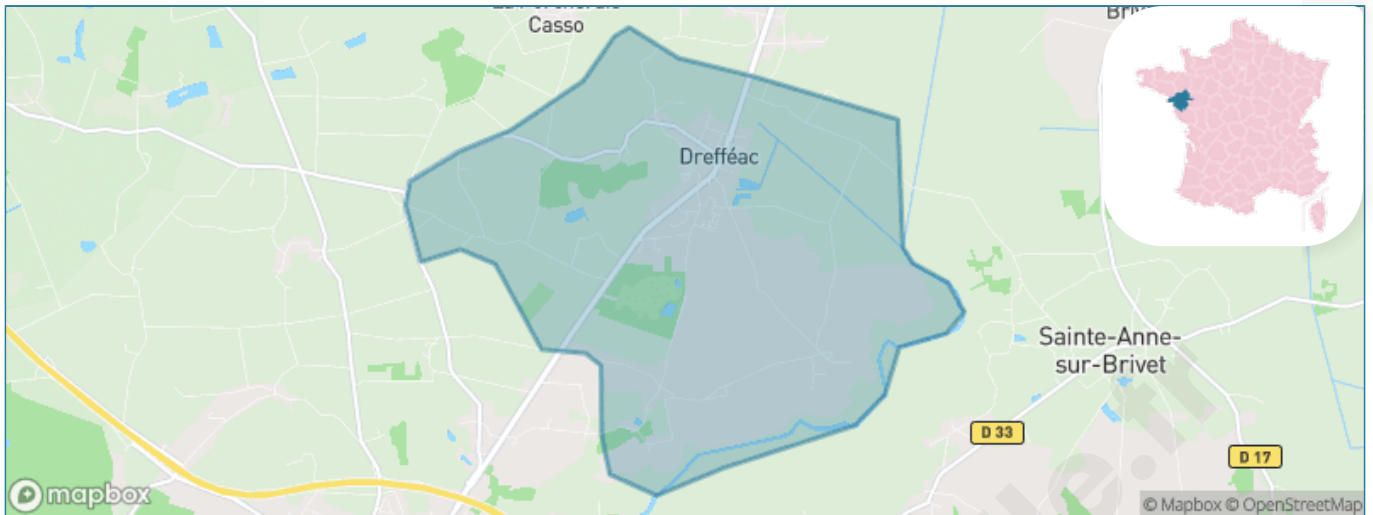 Casso
Drefféac
Sainte-Anne-
sur-Brivet
D 33
D 17
mapbox
© Mapbox © OpenStreetMap